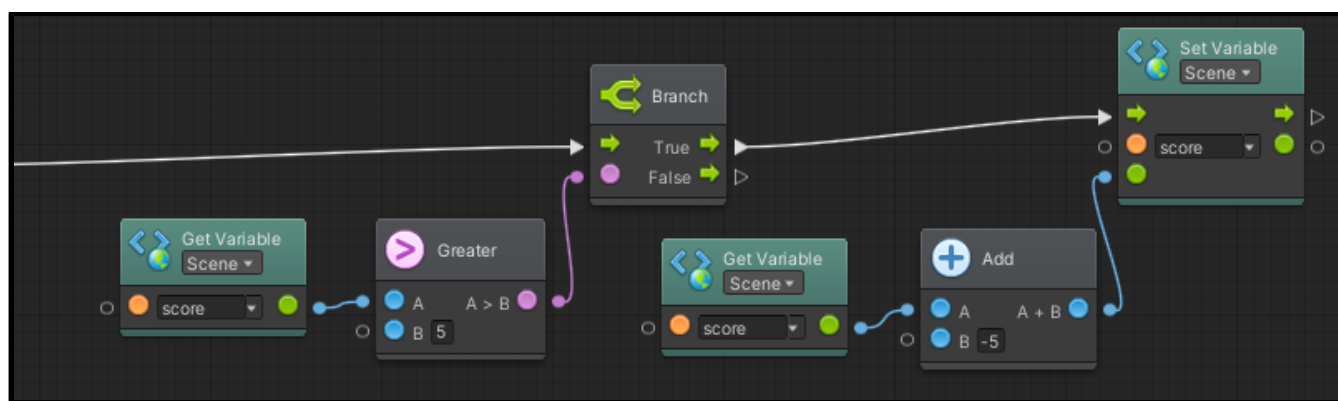 Get Variable
Scene
score
Greater
A A > B
B 5
Branch
True
False
Get Variable
Scene
score
Add
A A + B
B -5
Set Variable
Scene
score